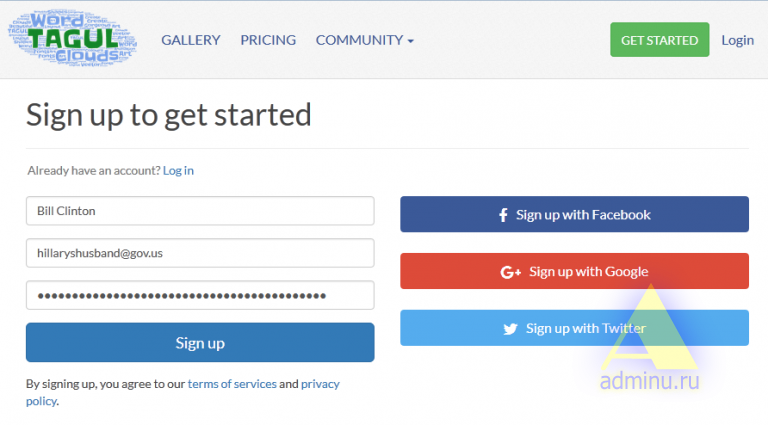 Word
TAGUL
Clouds
GALLERY PRICING COMMUNITY GET STARTED Login
Sign up to get started
Already have an account? Log in
Bill Clinton
hillaryshusband@gov.us
Sign up
By signing up, you agree to our terms of services and privacy
policy.
Sign up with Facebook
Sign up with Google
Sign up with Twitter
adminu.ru